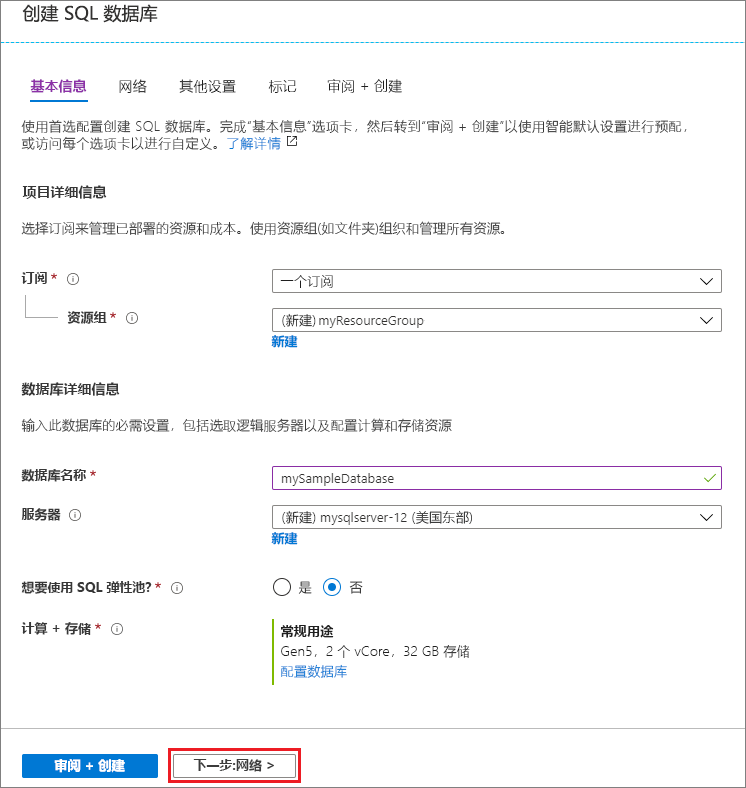 创建 SQL 数据库
基本信息 网络 其他设置 标记 审阅 + 创建
使用首选配置创建 SQL 数据库。完成“基本信息”选项卡，然后转到“审阅 + 创建”以使用智能默认设置进行预配，
或访问每个选项卡以进行自定义。了解详情
项目详细信息
选择订阅来管理已部署的资源和成本。使用资源组(如文件夹)组织和管理所有资源。
订阅 * 一个订阅
资源组 * (新建) myResourceGroup
新建
数据库详细信息
输入此数据库的必需设置，包括选取逻辑服务器以及配置计算和存储资源
数据库名称 * mySampleDatabase
服务器 (新建) mysqlserver-12 (美国东部)
新建
想要使用 SQL 弹性池? * 是 否
计算 + 存储 * 常规用途
Gen5，2 个 vCore，32 GB 存储
配置数据库
审阅 + 创建 下一步:网络 >